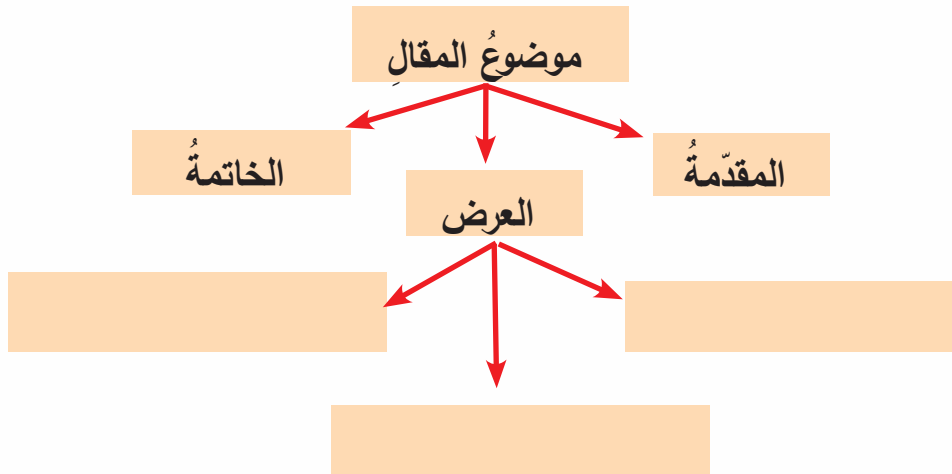 موضوعُ المقالِ
المقدّمةُ
الخاتمةُ
العرض